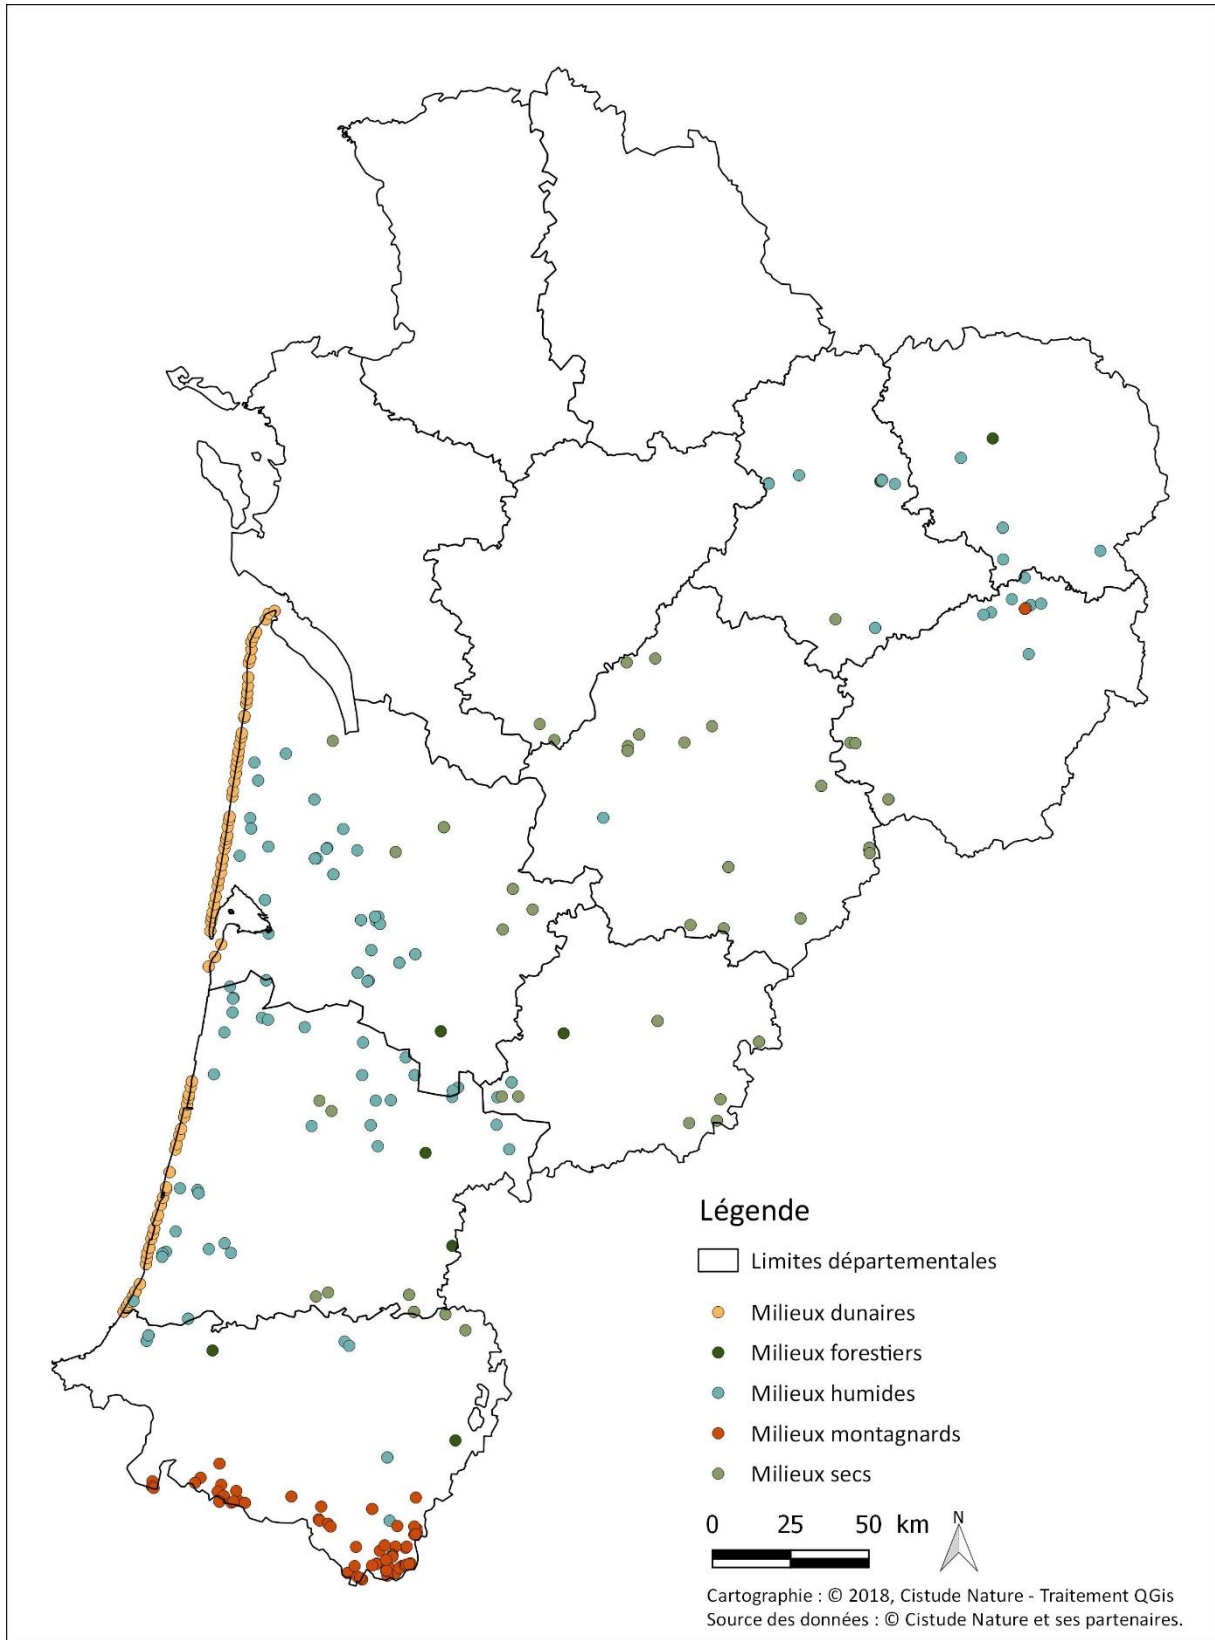 Légende
Limites départementales
Milieux dunaires
Milieux forestiers
Milieux humides
Milieux montagnards
Milieux secs
0 25 50 km
N
Cartographie : © 2018, Cistude Nature - Traitement QGis
Source des données : © Cistude Nature et ses partenaires.